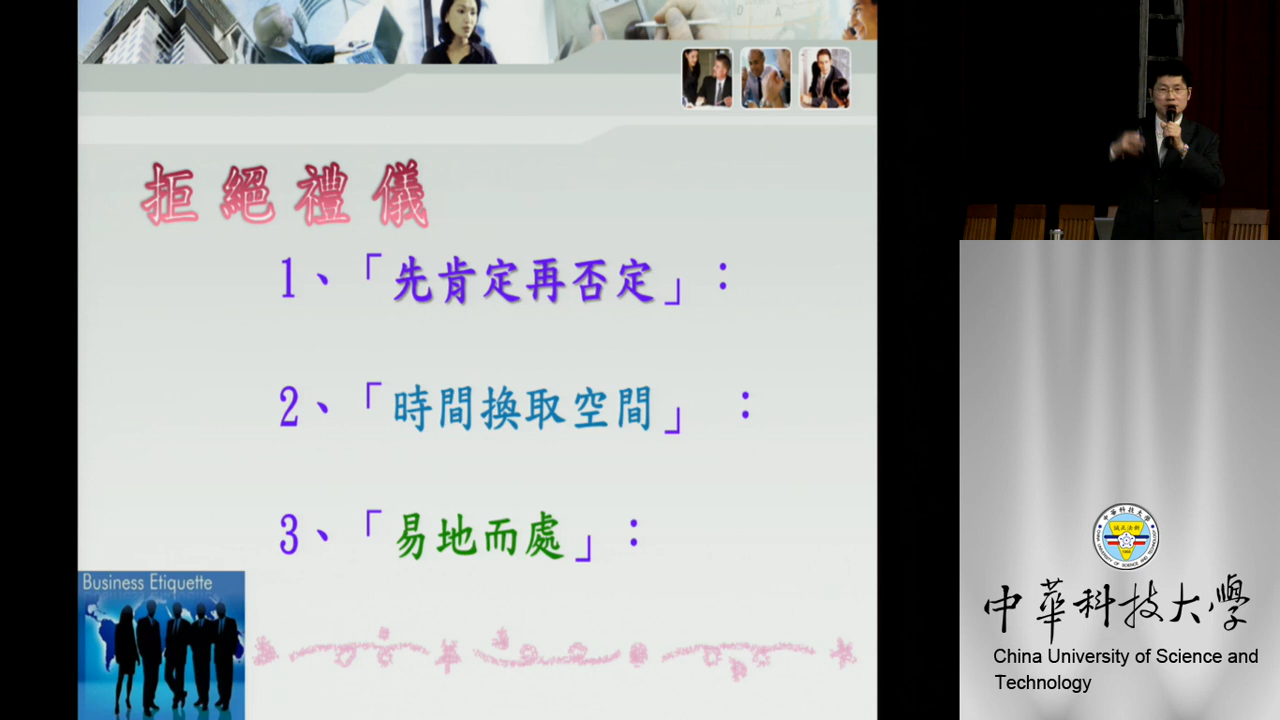 拒絕禮儀
1、「先肯定再否定」：
2、「時間換取空間」 ：
3、「易地而處」：
Business Etiquette
中華科技大學
China University of Science and
Technology